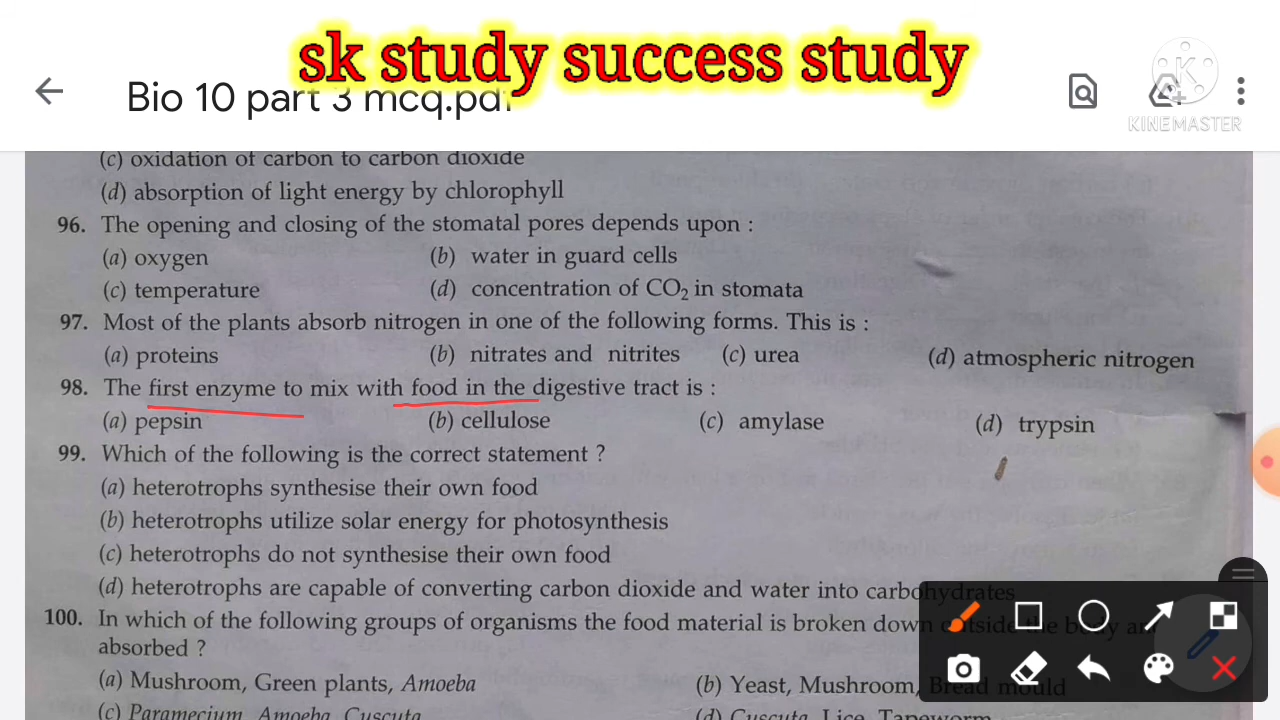 sk study success study
Bio 10 part 3 mcq.pdf
KINEMASTER
(c) oxidation of carbon to carbon dioxide
(d) absorption of light energy by chlorophyll
96. The opening and closing of the stomatal pores depends upon :
(a) oxygen (b) water in guard cells
(c) temperature (d) concentration of CO₂ in stomata
97. Most of the plants absorb nitrogen in one of the following forms. This is :
(a) proteins (b) nitrates and nitrites (c) urea (d) atmospheric nitrogen
98. The first enzyme to mix with food in the digestive tract is :
(a) pepsin (b) cellulose (c) amylase (d) trypsin
99. Which of the following is the correct statement ?
(a) heterotrophs synthesise their own food
(b) heterotrophs utilize solar energy for photosynthesis
(c) heterotrophs do not synthesise their own food
(d) heterotrophs are capable of converting carbon dioxide and water into carbohydrates
100. In which of the following groups of organisms the food material is broken down outside the body and
absorbed ?
(a) Mushroom, Green plants, Amoeba (b) Yeast, Mushroom, Bread mould
(c) Paramecium, Amoeba, Cuscuta (d) Cuscuta, Lice, Tapeworm